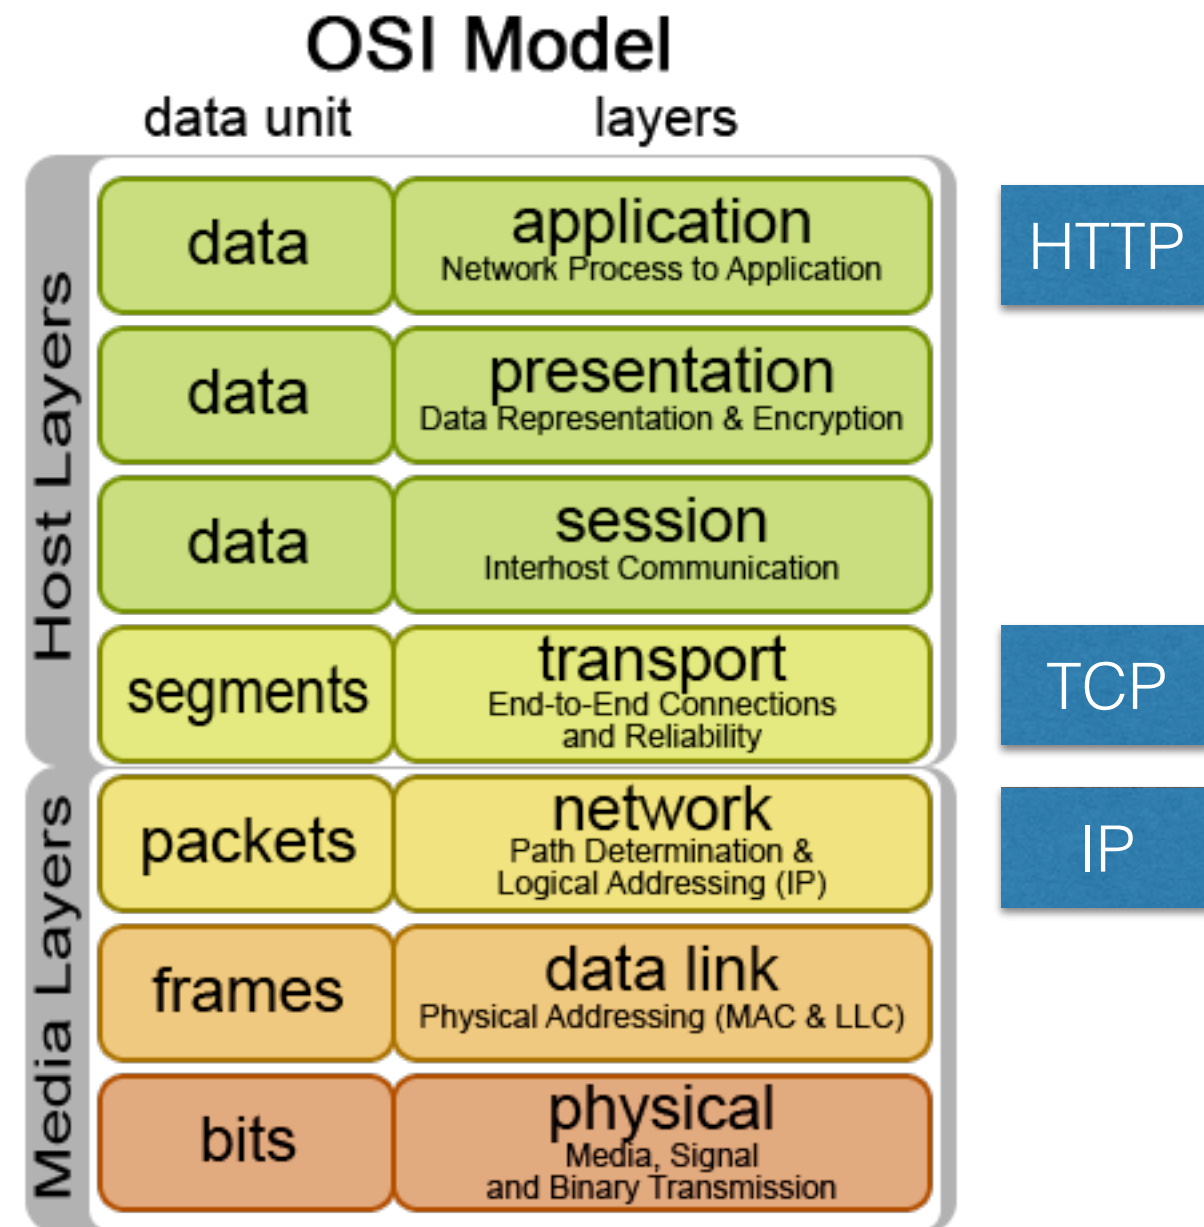 OSI Model
data unit layers
Host Layers
data
application
Network Process to Application
HTTP
data
presentation
Data Representation & Encryption
data
session
Interhost Communication
segments
transport
End-to-End Connections
and Reliability
TCP
Media Layers
packets
network
Path Determination &
Logical Addressing (IP)
IP
frames
data link
Physical Addressing (MAC & LLC)
bits
physical
Media, Signal
and Binary Transmission